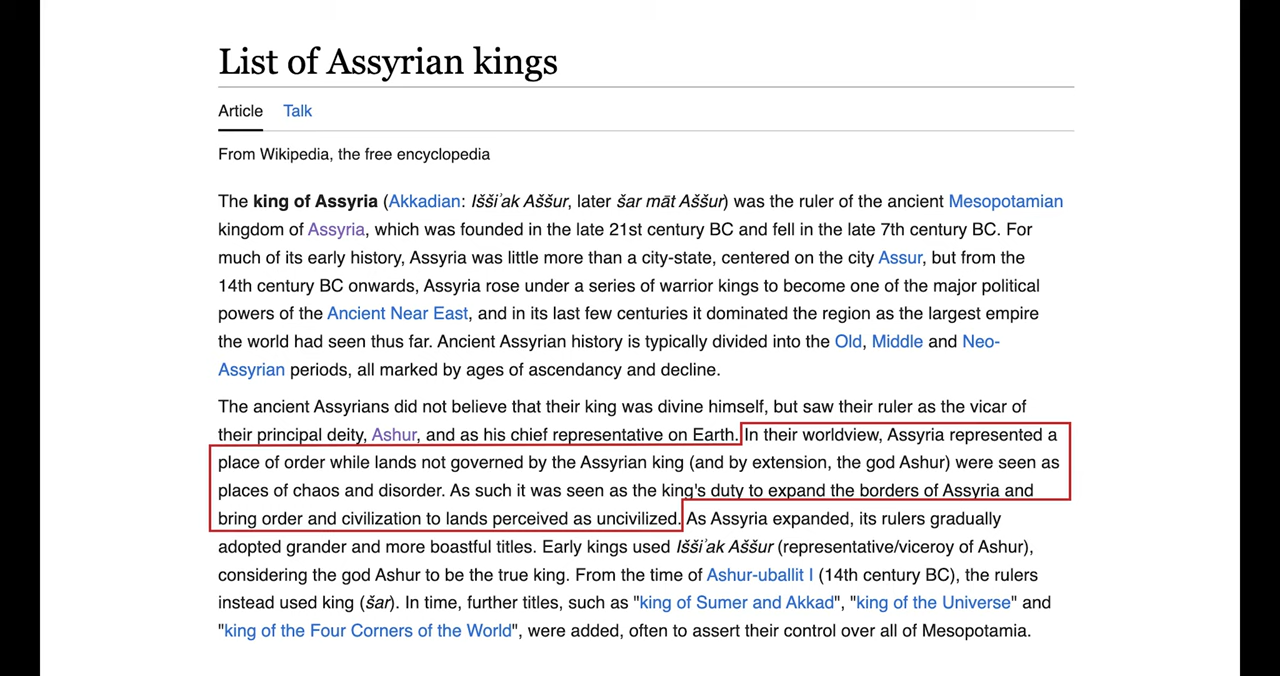 List of Assyrian kings
Article Talk
From Wikipedia, the free encyclopedia
The king of Assyria (Akkadian: Išši'ak Aššur, later šar māt Aššur) was the ruler of the ancient Mesopotamian
kingdom of Assyria, which was founded in the late 21st century BC and fell in the late 7th century BC. For
much of its early history, Assyria was little more than a city-state, centered on the city Assur, but from the
14th century BC onwards, Assyria rose under a series of warrior kings to become one of the major political
powers of the Ancient Near East, and in its last few centuries it dominated the region as the largest empire
the world had seen thus far. Ancient Assyrian history is typically divided into the Old, Middle and Neo-
Assyrian periods, all marked by ages of ascendancy and decline.
The ancient Assyrians did not believe that their king was divine himself, but saw their ruler as the vicar of
their principal deity, Ashur, and as his chief representative on Earth. In their worldview, Assyria represented a
place of order while lands not governed by the Assyrian king (and by extension, the god Ashur) were seen as
places of chaos and disorder. As such it was seen as the king's duty to expand the borders of Assyria and
bring order and civilization to lands perceived as uncivilized. As Assyria expanded, its rulers gradually
adopted grander and more boastful titles. Early kings used Išši'ak Aššur (representative/viceroy of Ashur),
considering the god Ashur to be the true king. From the time of Ashur-uballit I (14th century BC), the rulers
instead used king (šar). In time, further titles, such as "king of Sumer and Akkad", "king of the Universe" and
"king of the Four Corners of the World", were added, often to assert their control over all of Mesopotamia.